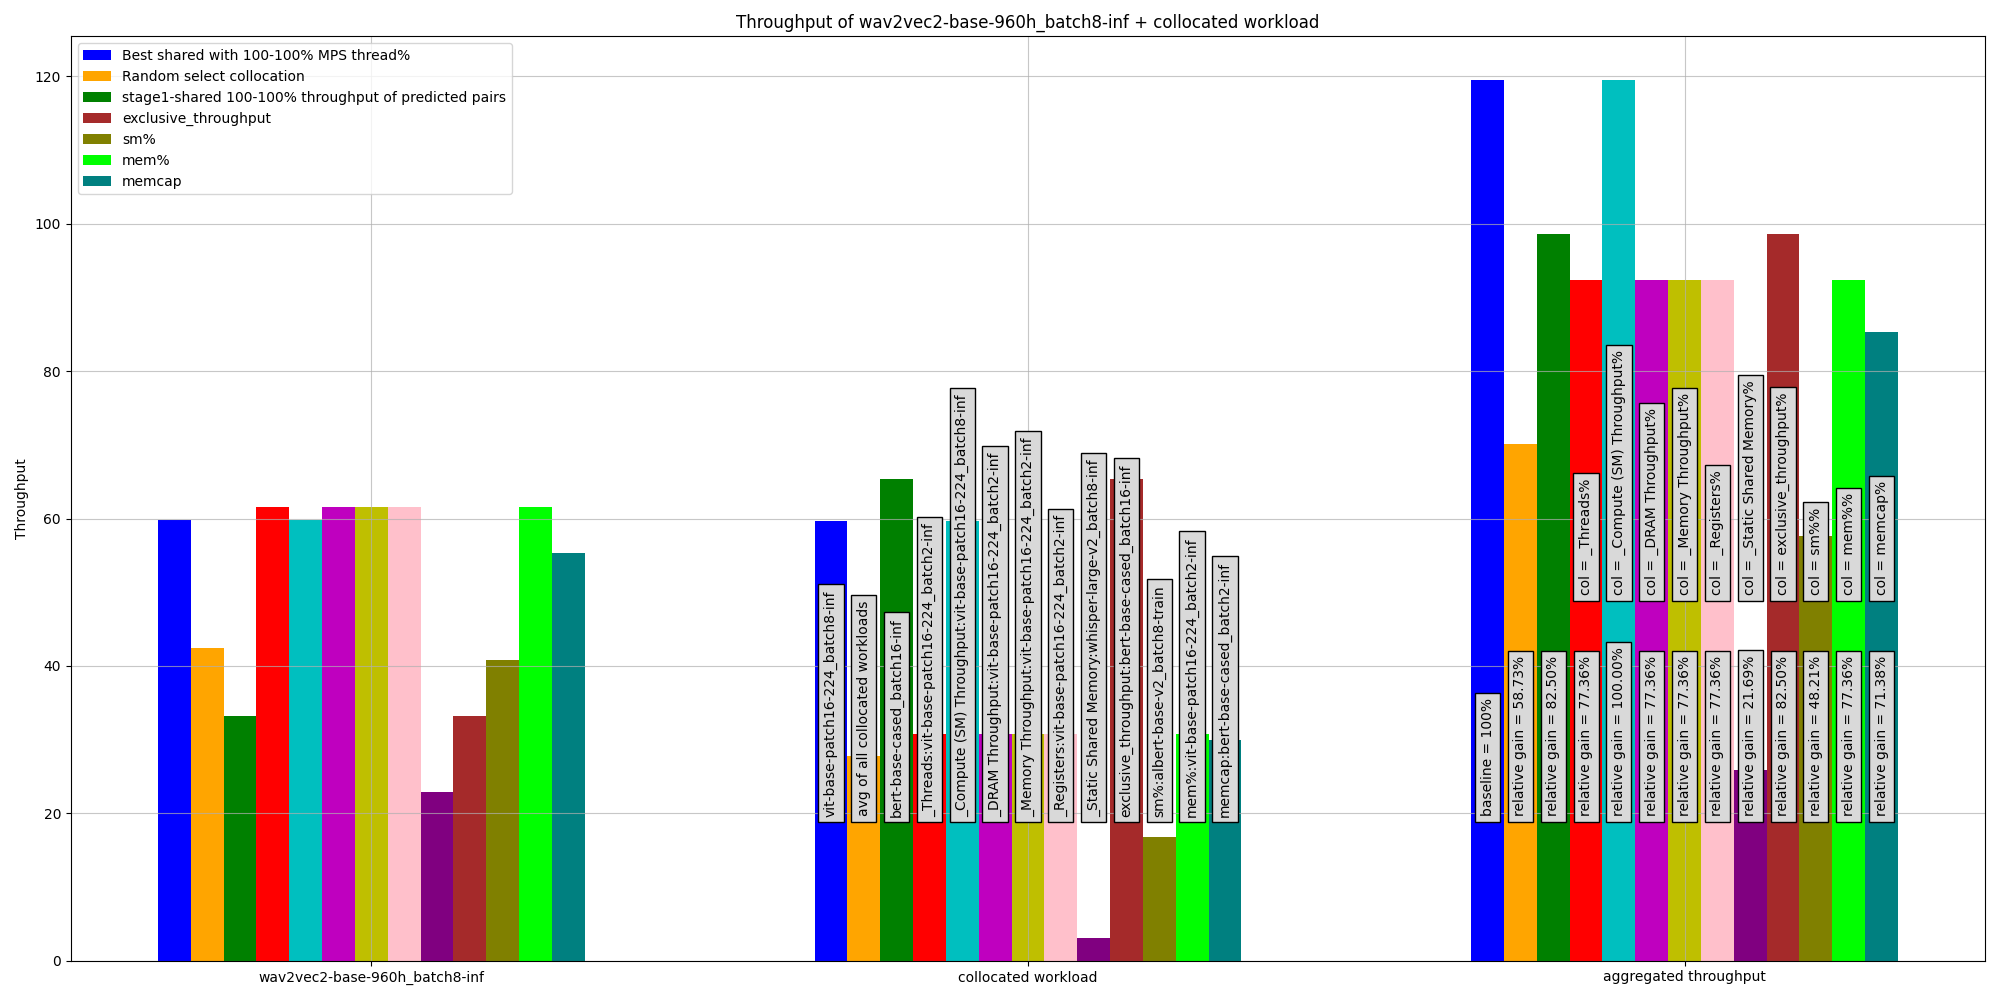 Throughput of wav2vec2-base-960h_batch8-inf + collocated workload
Best shared with 100-100% MPS thread%
Random select collocation
stage1-shared 100-100% throughput of predicted pairs
exclusive_throughput
sm%
mem%
memcap
Throughput
120
100
80
60
40
20
0
vit-base-patch16-224_batch8-inf
avg of all collocated workloads
bert-base-cased_batch16-inf
_Threads:vit-base-patch16-224_batch2-inf
_Compute (SM) Throughput:vit-base-patch16-224_batch8-inf
_DRAM Throughput:vit-base-patch16-224_batch2-inf
_Memory Throughput:vit-base-patch16-224_batch2-inf
_Registers:vit-base-patch16-224_batch2-inf
_Static Shared Memory:whisper-large-v2_batch8-inf
exclusive_throughput:bert-base-cased_batch16-inf
sm%:albert-base-v2_batch8-train
mem%:vit-base-patch16-224_batch2-inf
memcap:bert-base-cased_batch2-inf
col = _Threads%
col = _Compute (SM) Throughput%
col = _DRAM Throughput%
col = _Memory Throughput%
col = _Registers%
col = _Static Shared Memory%
col = exclusive_throughput%
col = sm%%
col = mem%%
col = memcap%
baseline = 100%
relative gain = 58.73%
relative gain = 82.50%
relative gain = 77.36%
relative gain = 100.00%
relative gain = 77.36%
relative gain = 77.36%
relative gain = 77.36%
relative gain = 21.69%
relative gain = 82.50%
relative gain = 48.21%
relative gain = 77.36%
relative gain = 71.38%
wav2vec2-base-960h_batch8-inf
collocated workload
aggregated throughput